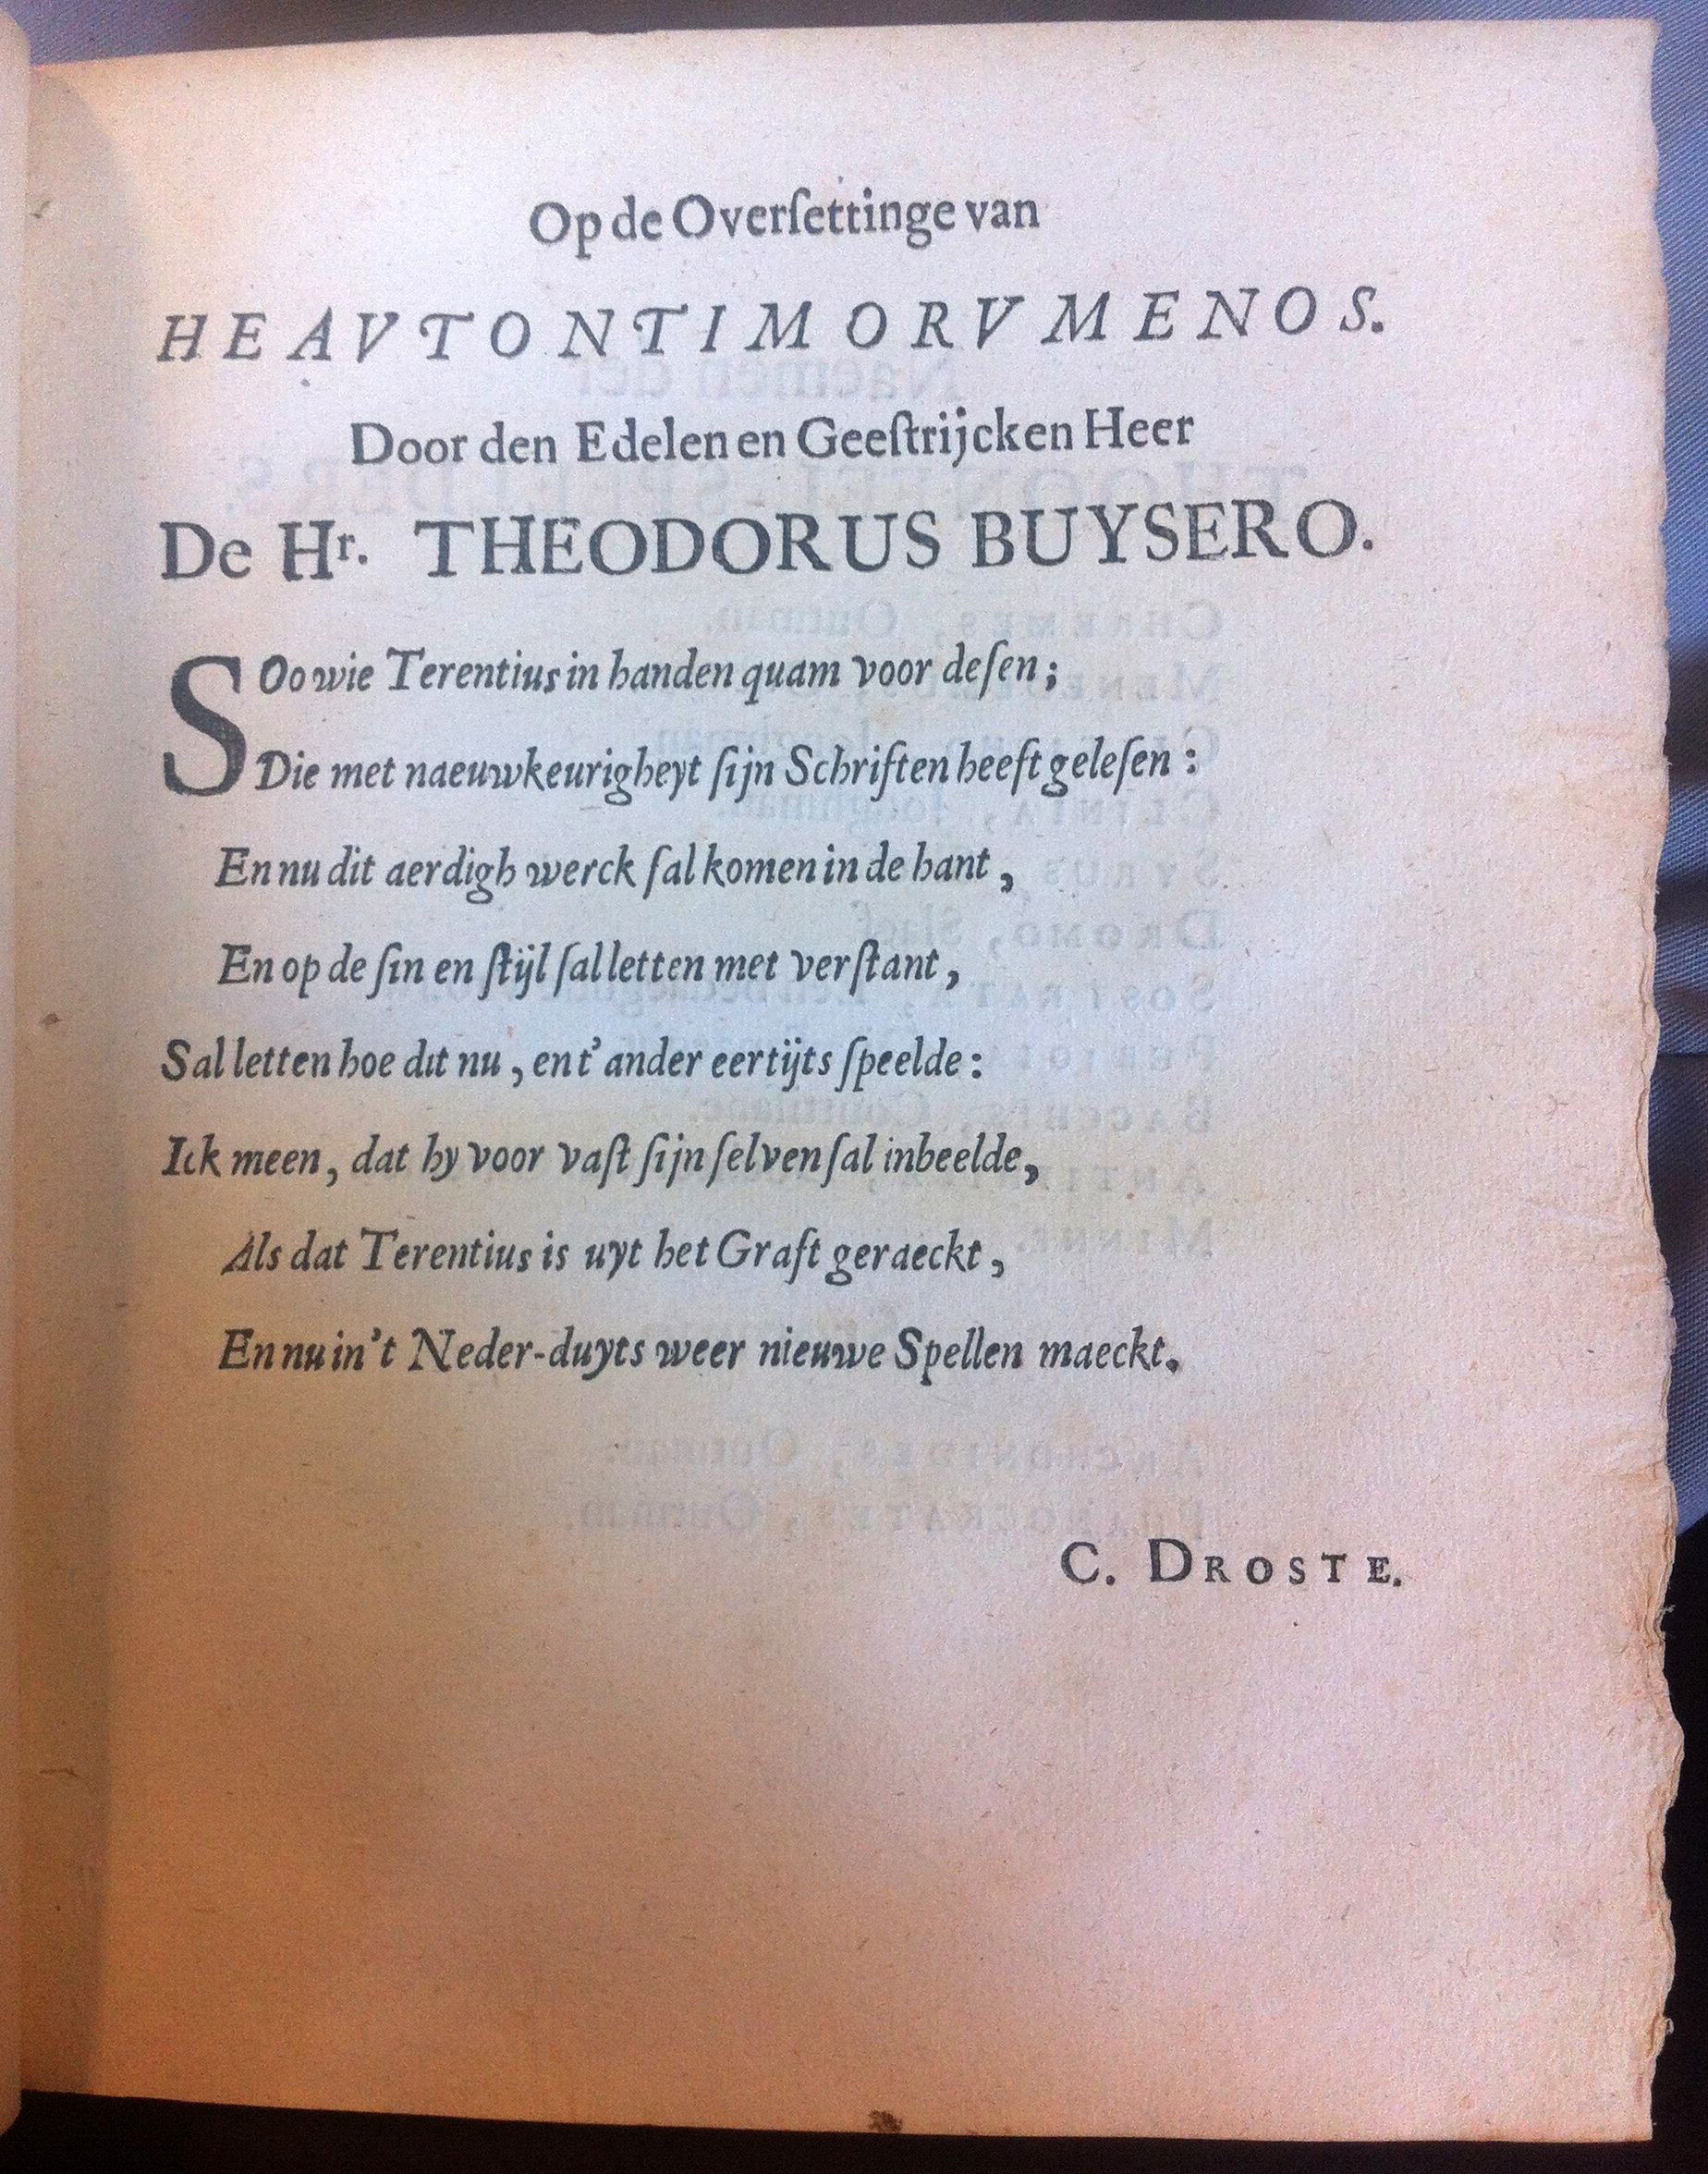 Op de Overſettinge van
HEAVTONTIMORVMENOS.
Door den Edelen en Geeſtrijcken Heer
De Hr. THEODORUS BUYSERO.
SOo wie Terentius in handen quam voor deſen;
Die met naeuwkeurigheyt ſijn Schriften heeft geleſen:
En nu dit aerdigh werck ſal komen in de hant,
En op de ſin en ſtijl ſal letten met verſtant,
Sal letten hoe dit nu, en t' ander eertijts ſpeelde:
Ick meen, dat hy voor vaſt ſijn ſelven ſal inbeelde,
Als dat Terentius is uyt het Graft geraeckt,
En nu in't Neder-duyts weer nieuwe Spellen maeckt.
C. DROSTE.